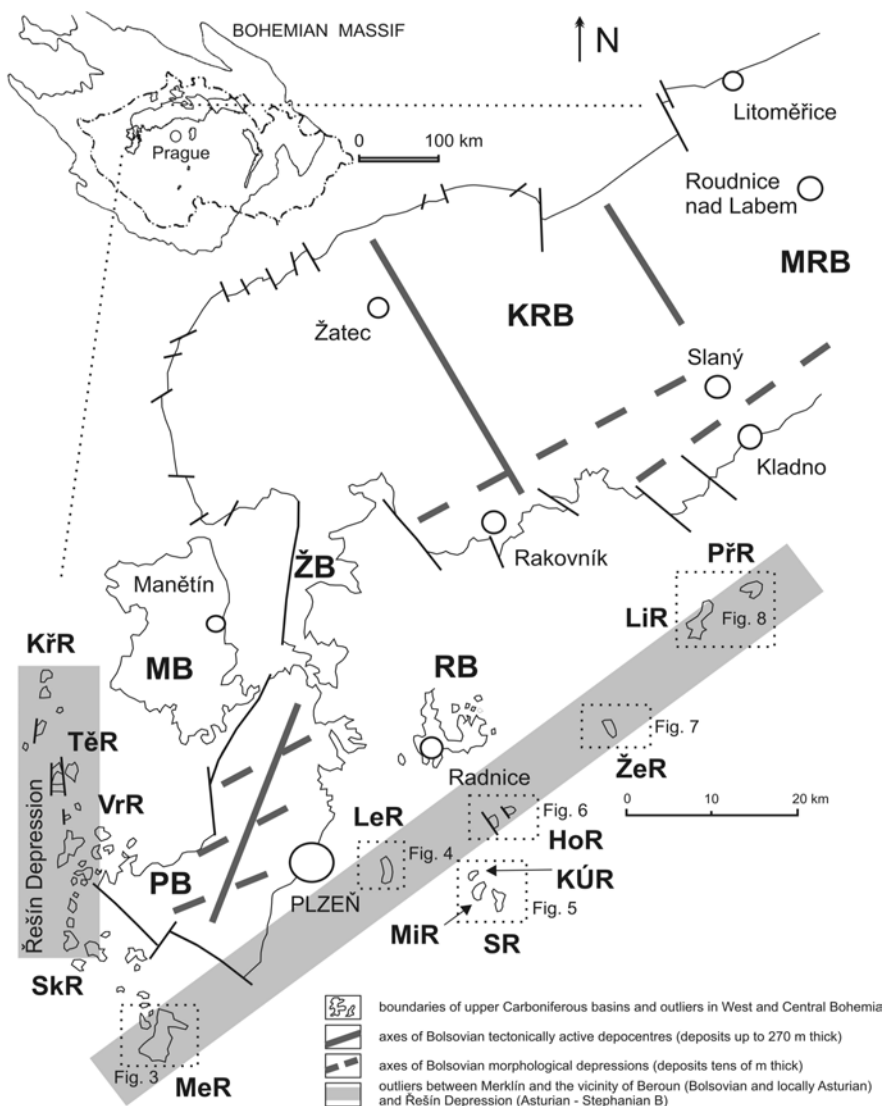 BOHEMIAN MASSIF
N
Prague
0 100 km
Litoměřice
Roudnice
nad Labem
MRB
KRB
Žatec
Slaný
Kladno
Rakovník
ŽB
Manětín
MB
PřR
LiR
Fig. 8
KřR
RB
TěR
Fig. 7
ŽeR
Radnice
0 10 20 km
VrR
Řešín Depression
LeR
Fig. 6
HoR
Fig. 4
PB
PLZEŇ
KÚR
Fig. 5
MiR
SR
SkR
Fig. 3
MeR
boundaries of upper Carboniferous basins and outliers in West and Central Bohemia
axes of Bolsovian tectonically active depocentres (deposits up to 270 m thick)
axes of Bolsovian morphological depressions (deposits tens of m thick)
outliers between Merklín and the vicinity of Beroun (Bolsovian and locally Asturian)
and Řešín Depression (Asturian - Stephanian B)